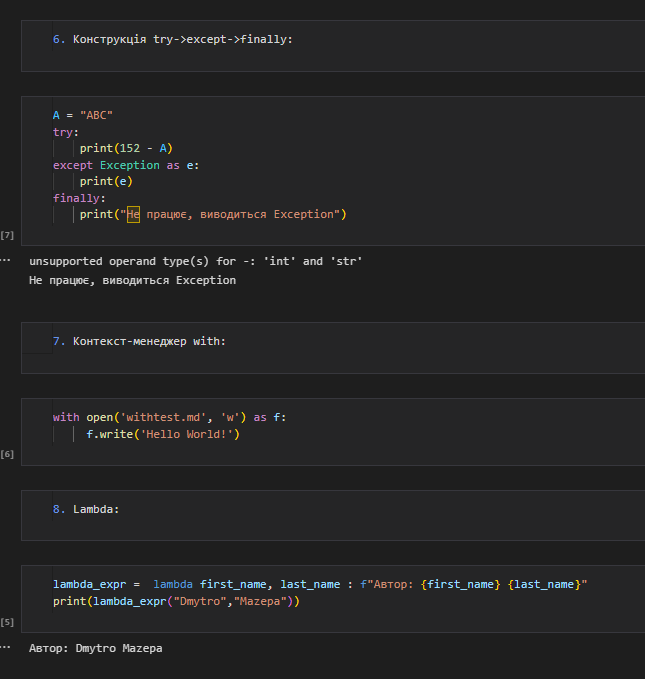 6. Конструкція try->except->finally:
A = "ABC"
try:
    print(152 - A)
except Exception as e:
    print(e)
finally:
    print("Не працює, виводиться Exception")
[7]
...
unsupported operand type(s) for -: 'int' and 'str'
Не працює, виводиться Exception
7. Контекст-менеджер with:
with open('withtest.md', 'w') as f:
     f.write('Hello World!')
[6]
8. Lambda:
lambda_expr =  lambda first_name, last_name : f"Автор: {first_name} {last_name}"
print(lambda_expr("Dmytro","Mazepa"))
[5]
...
Автор: Dmytro Mazepa